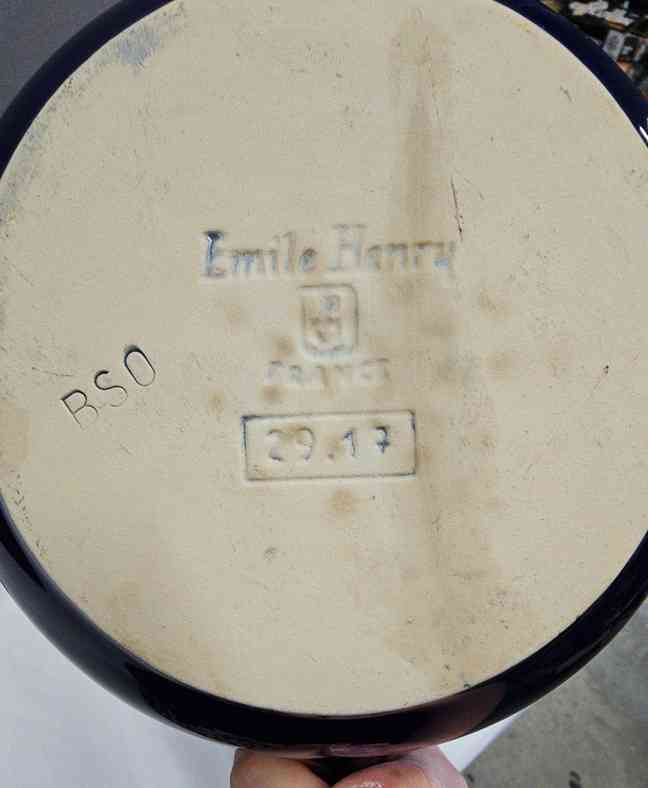 Emile Henry
FRANCE
29.17
BSO